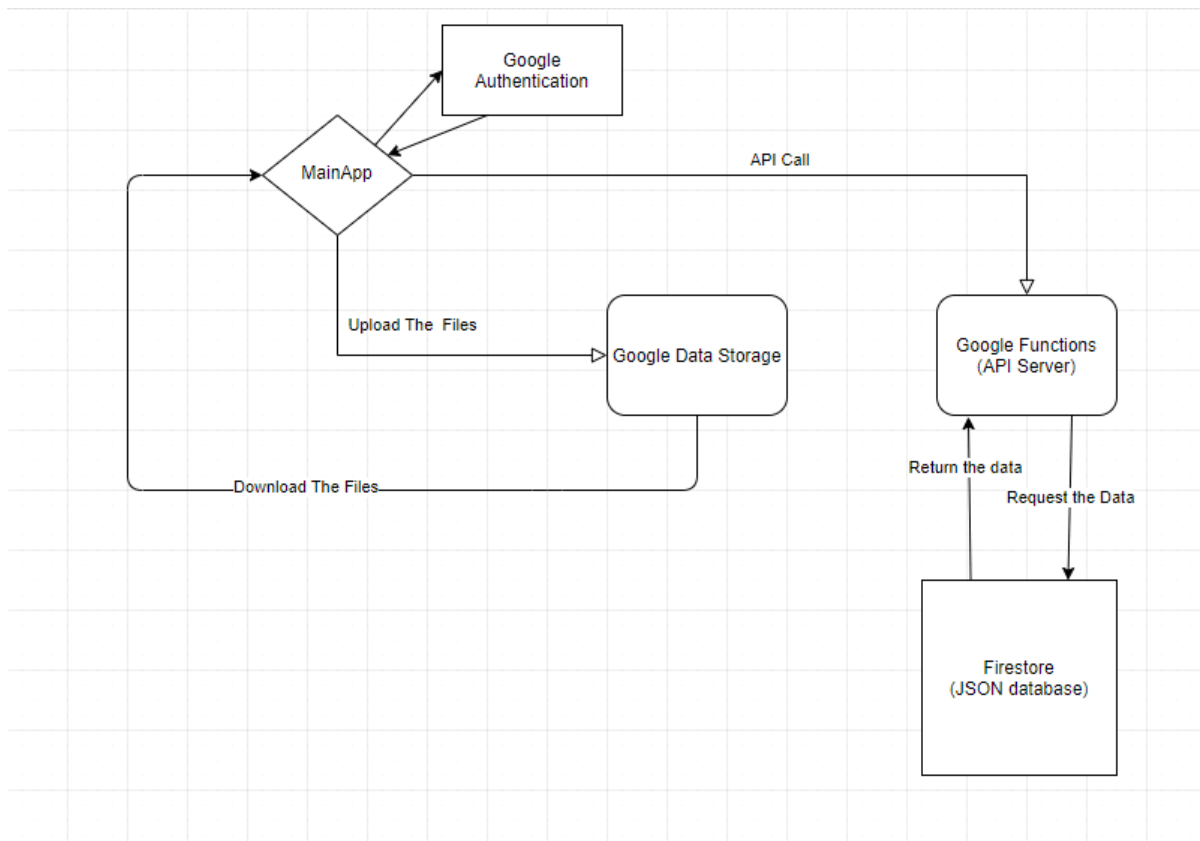 Google
Authentication
MainApp
API Call
Upload The  Files
Google Data Storage
Google Functions
(API Server)
Return the data
Download The Files
Request the Data
Firestore
(JSON database)